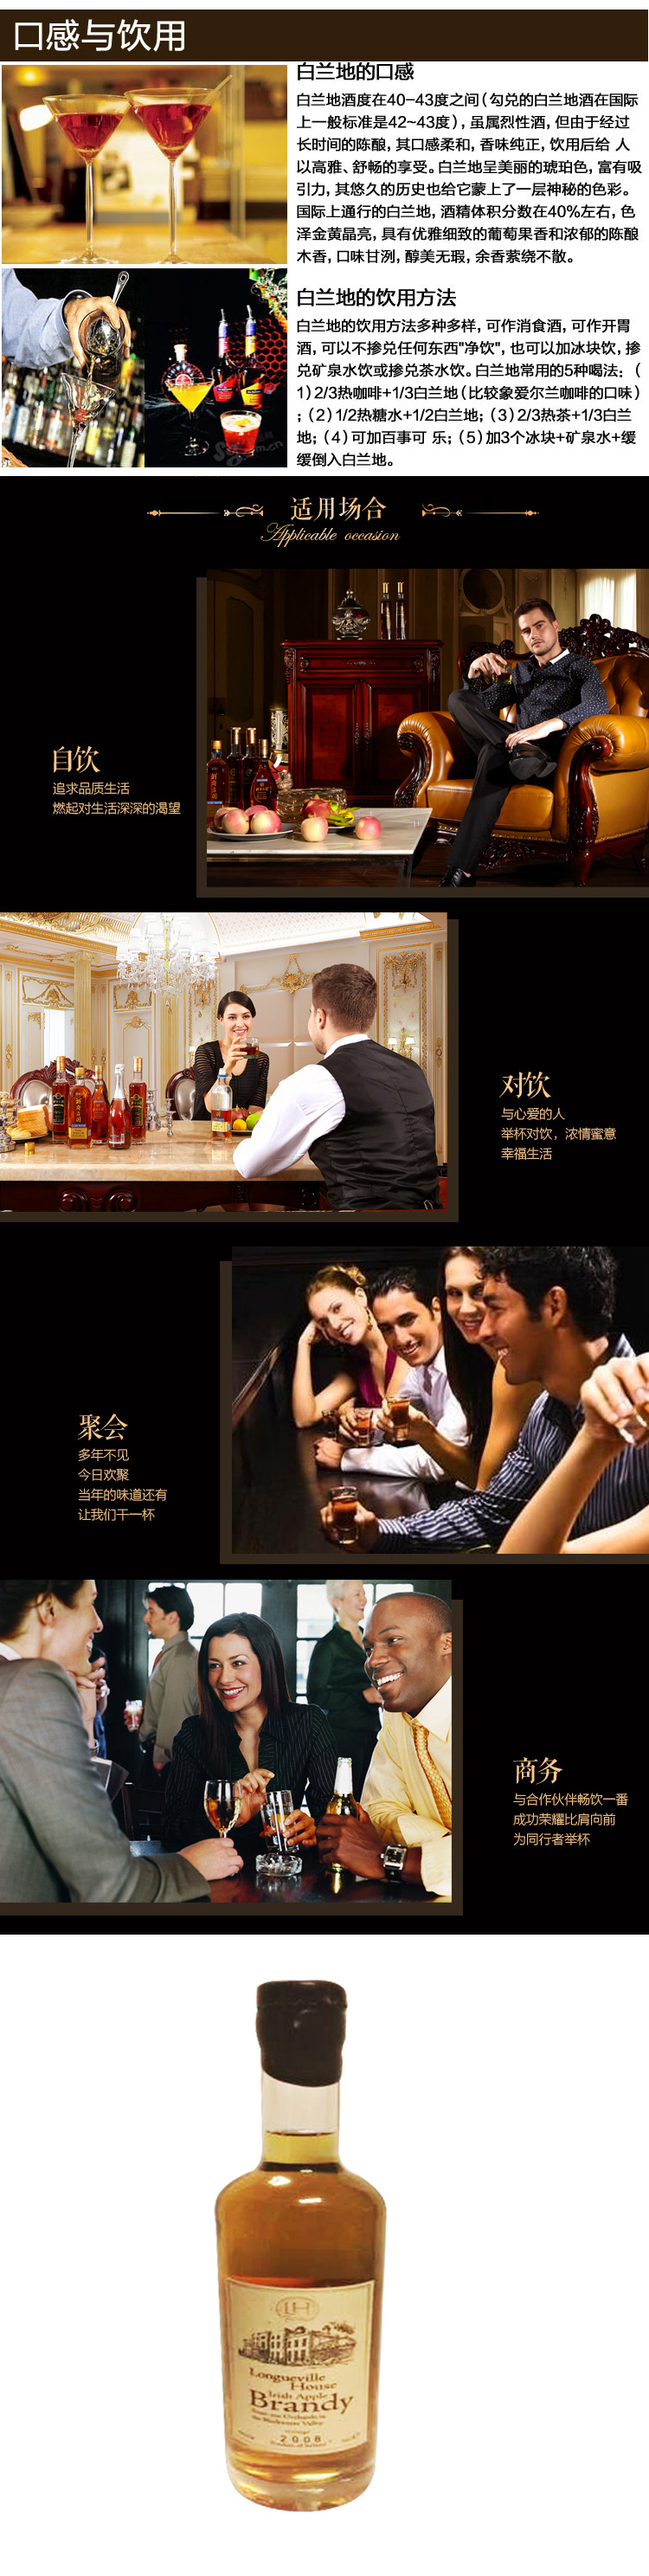 口感与饮用
白兰地的口感
白兰地酒度在40-43度之间(勾兑的白兰地酒在国际
上一般标准是42~43度),虽属烈性酒,但由于经过
长时间的陈酿,其口感柔和,香味纯正,饮用后给 人
以高雅、舒畅的享受。白兰地呈美丽的琥珀色,富有吸
引力,其悠久的历史也给它蒙上了一层神秘的色彩。
国际上通行的白兰地,酒精体积分数在40%左右,色
泽金黄晶亮,具有优雅细致的葡萄果香和浓郁的陈酿
木香,口味甘洌,醇美无瑕,余香萦绕不散。
白兰地的饮用方法
白兰地的饮用方法多种多样,可作消食酒,可作开胃
酒,可以不掺兑任何东西"净饮",也可以加冰块饮,掺
兑矿泉水饮或掺兑茶水饮。白兰地常用的5种喝法:(
1)2/3热咖啡+1/3白兰地(比较象爱尔兰咖啡的口味)
;(2)1/2热糖水+1/2白兰地;(3)2/3热茶+1/3白兰
地;(4)可加百事可 乐;(5)加3个冰块+矿泉水+缓
缓倒入白兰地。
适用场合
Applicable occasion
自饮
追求品质生活
燃起对生活深深的渴望
对饮
与心爱的人
举杯对饮,浓情蜜意
幸福生活
聚会
多年不见
今日欢聚
当年的味道还有
让我们干一杯
商务
与合作伙伴畅饮一番
成功荣耀比肩向前
为同行者举杯
LH
Longueville
House
Irish Apple
Brandy
from our Orchards in
the Blackwater Valley
2008